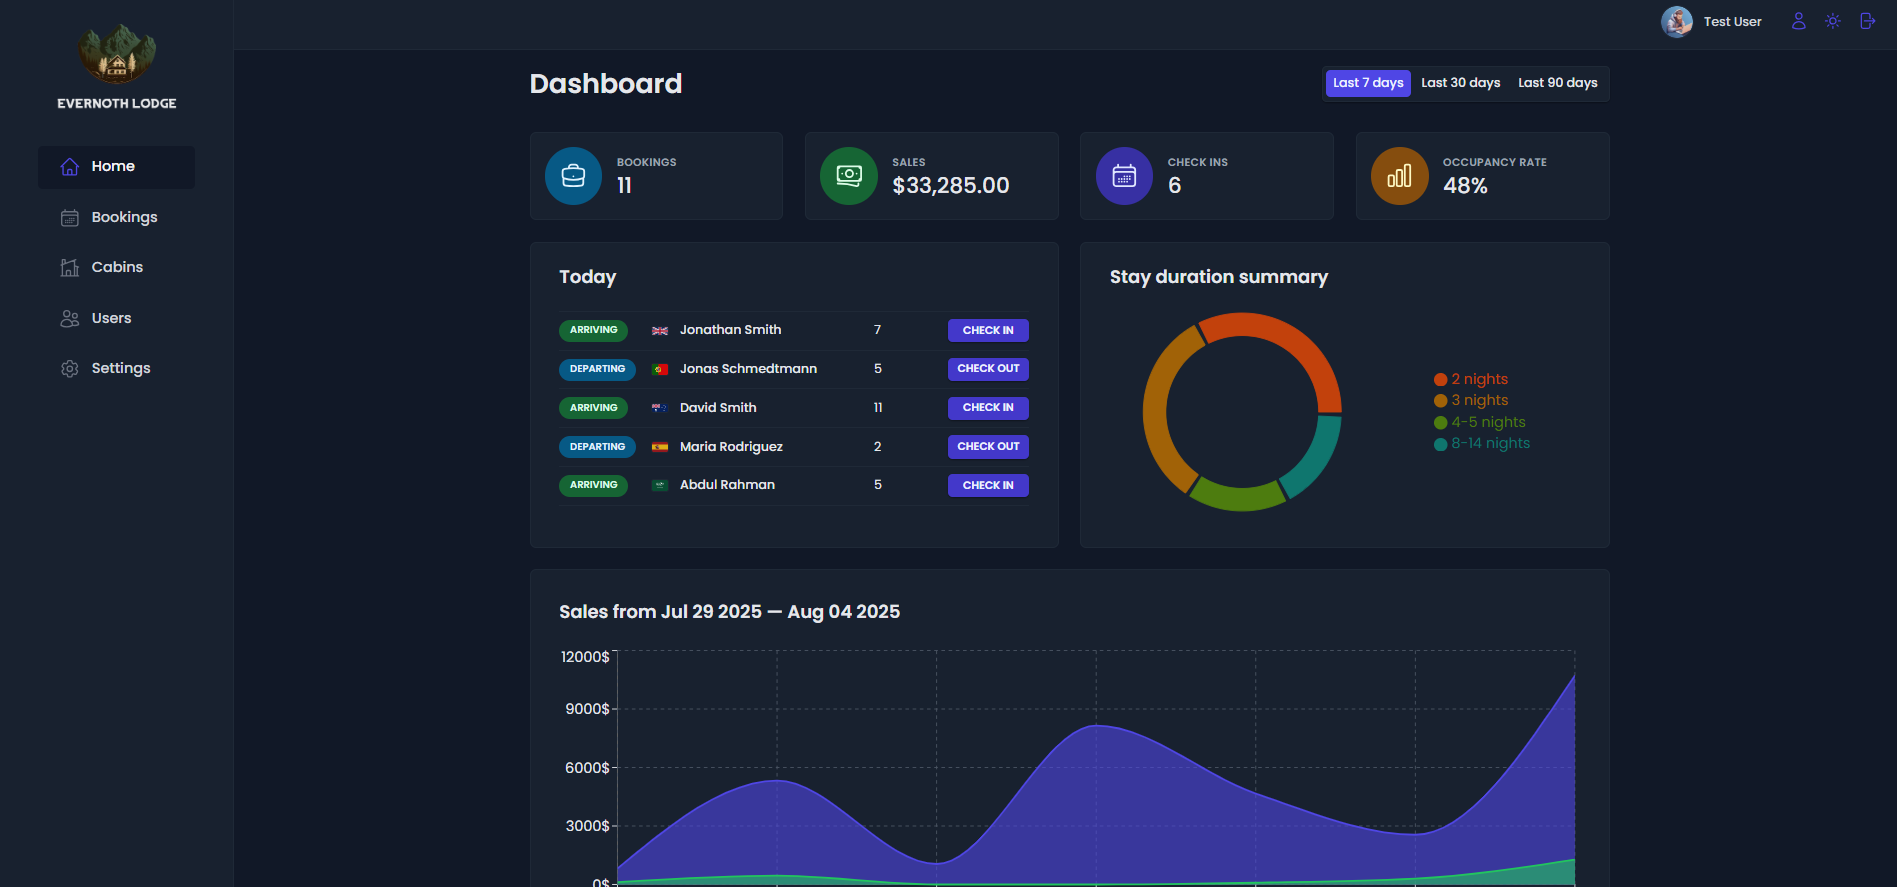 Test User
EVERNOTH LODGE
Home
Bookings
Cabins
Users
Settings
Dashboard
Last 7 days Last 30 days Last 90 days
BOOKINGS
11
SALES
$33,285.00
CHECK INS
6
OCCUPANCY RATE
48%
Today
ARRIVING Jonathan Smith 7 CHECK IN
DEPARTING Jonas Schmedtmann 5 CHECK OUT
ARRIVING David Smith 11 CHECK IN
DEPARTING Maria Rodriguez 2 CHECK OUT
ARRIVING Abdul Rahman 5 CHECK IN
Stay duration summary
2 nights
3 nights
4-5 nights
8-14 nights
Sales from Jul 29 2025 — Aug 04 2025
12000$
9000$
6000$
3000$
0$